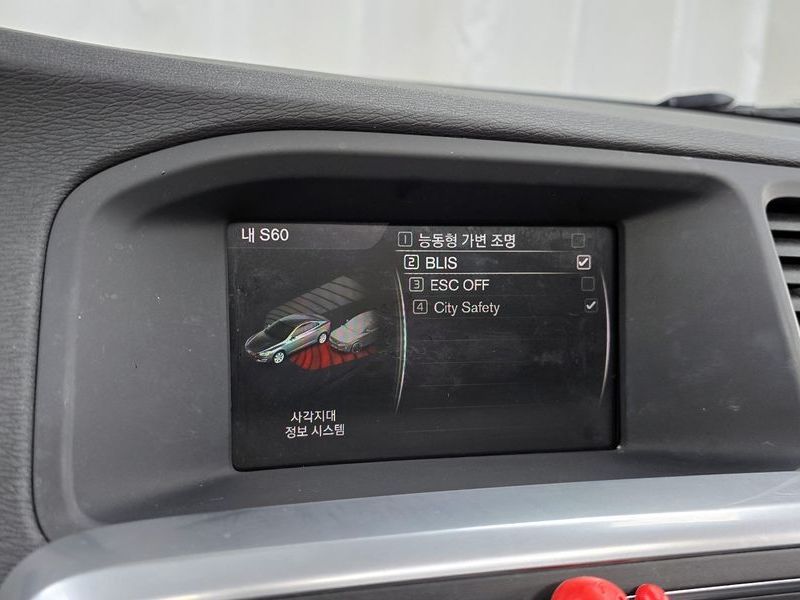 내 S60
1 능동형 가변 조명
2 BLIS
3 ESC OFF
4 City Safety
사각지대
정보 시스템